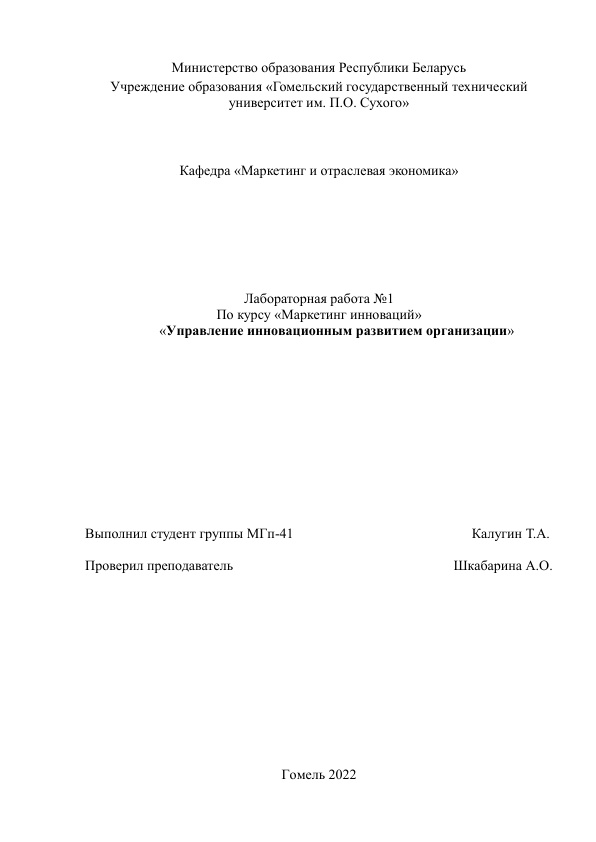 Министерство образования Республики Беларусь
Учреждение образования «Гомельский государственный технический
университет им. П.О. Сухого»
Кафедра «Маркетинг и отраслевая экономика»
Лабораторная работа №1
По курсу «Маркетинг инноваций»
«Управление инновационным развитием организации»
Выполнил студент группы МГп-41 Калугин Т.А.
Проверил преподаватель Шкабарина А.О.
Гомель 2022